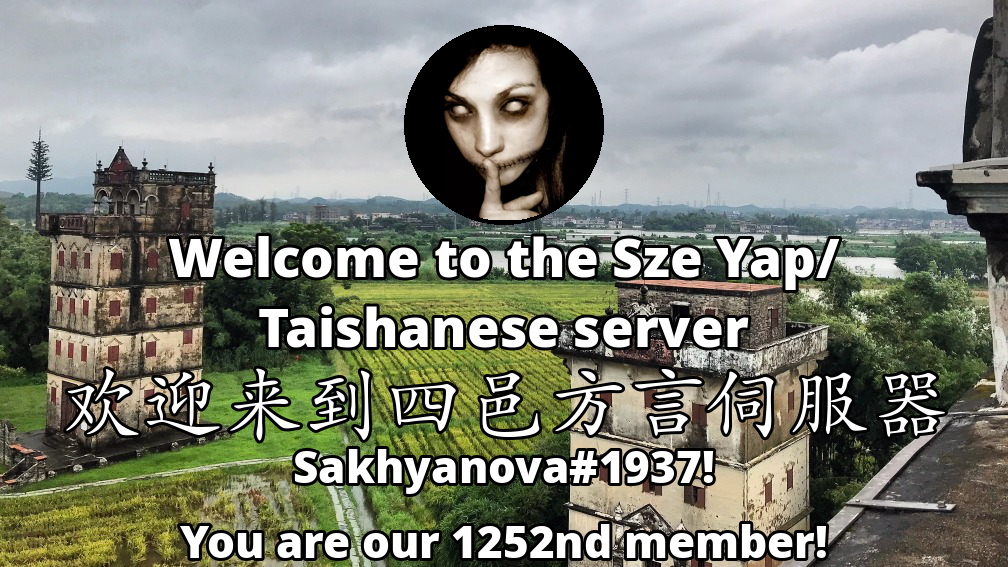 Welcome to the Sze Yap/
Taishanese server
欢迎来到四邑方言伺服器
Sakhyanova#1937!
You are our 1252nd member!